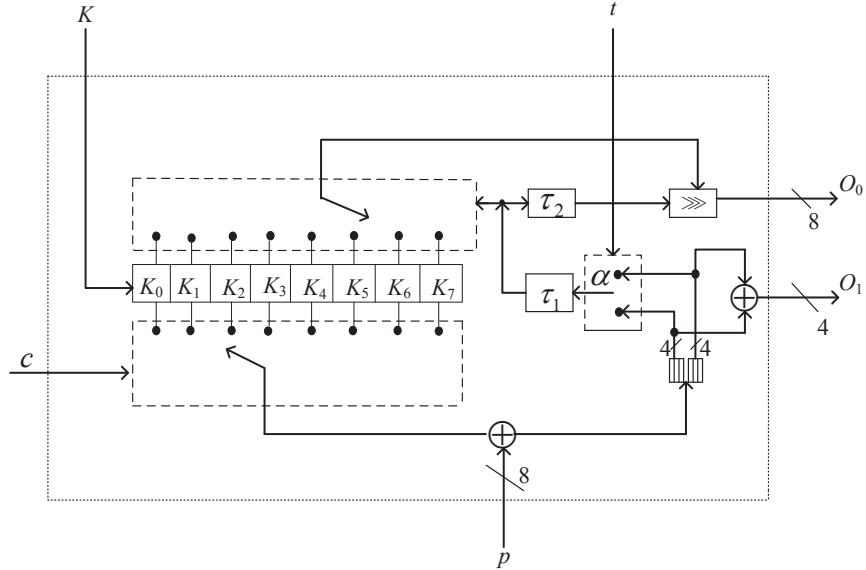 K
t
τ₂
⋙
O₀
8
K₀ K₁ K₂ K₃ K₄ K₅ K₆ K₇
α
τ₁
O₁
4
4 4
c
8
p